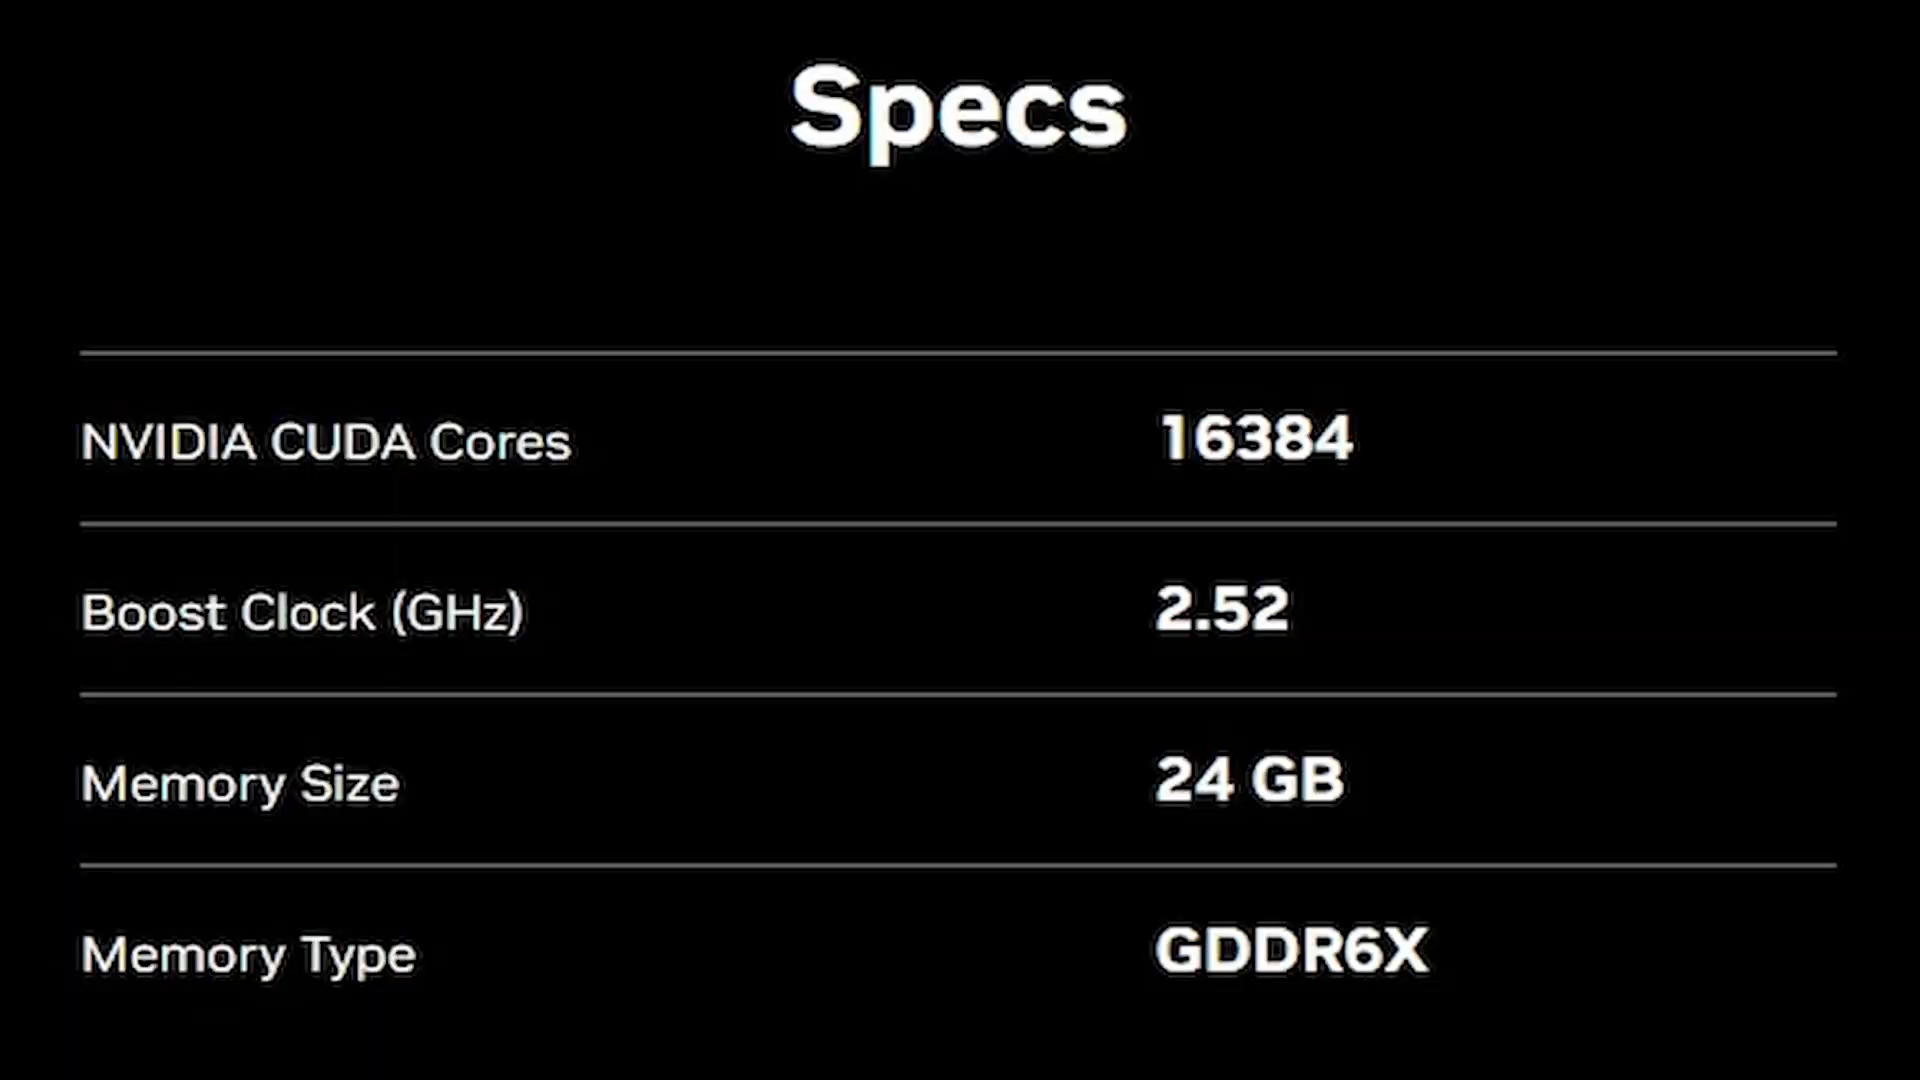 Specs
NVIDIA CUDA Cores 16384
Boost Clock (GHz) 2.52
Memory Size 24 GB
Memory Type GDDR6X